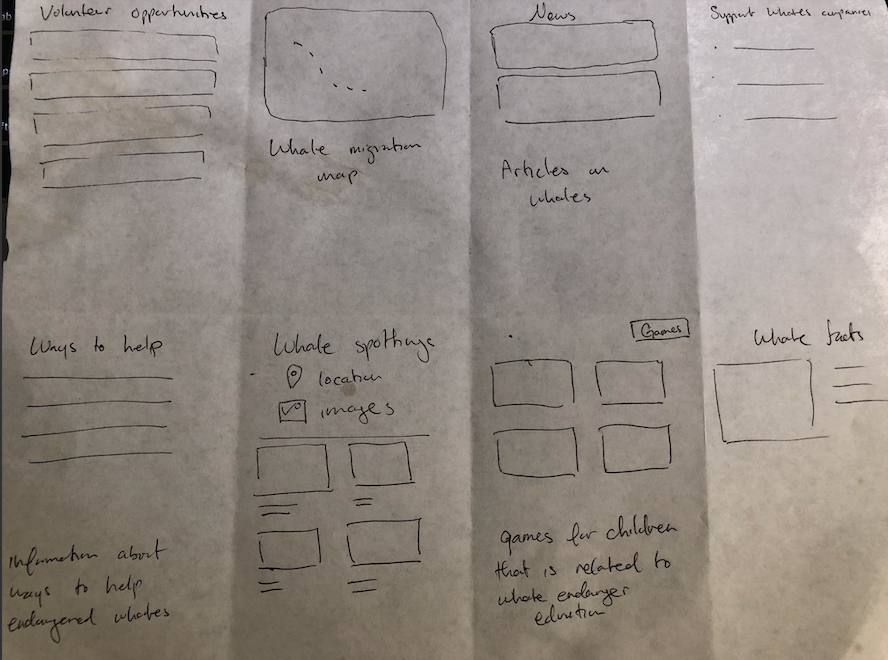 Volunteer opportunities
Whale migration
map
News
Articles on
whales
Support whales companies
Ways to help
Information about
ways to help
endangered whales
Whale spottings
location
images
Games
games for children
that is related to
whale endanger
education
Whale facts